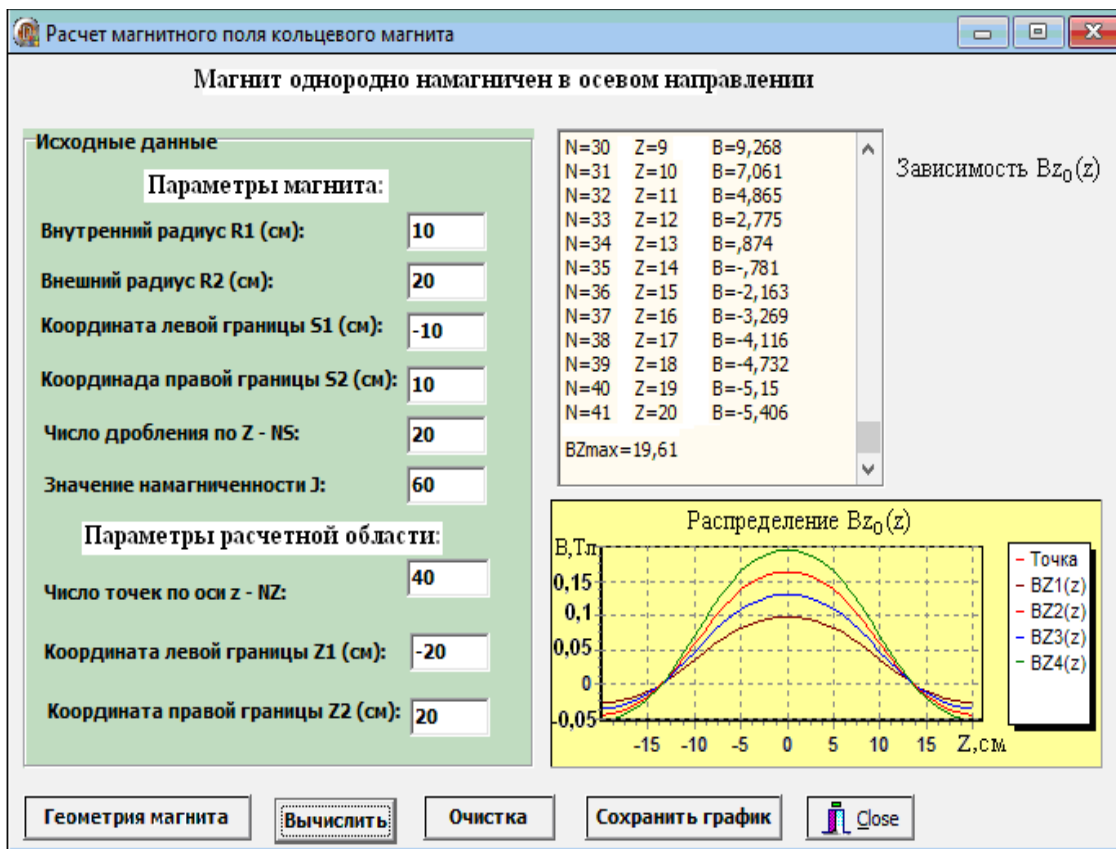 Расчет магнитного поля кольцевого магнита
Магнит однородно намагничен в осевом направлении
Исходные данные
Параметры магнита:
Внутренний радиус R1 (см): 10
Внешний радиус R2 (см): 20
Координата левой границы S1 (см): -10
Координада правой границы S2 (см): 10
Число дробления по Z - NS: 20
Значение намагниченности J: 60
Параметры расчетной области:
Число точек по оси z - NZ: 40
Координата левой границы Z1 (см): -20
Координата правой границы Z2 (см): 20
N=30 Z=9 B=9,268
N=31 Z=10 B=7,061
N=32 Z=11 B=4,865
N=33 Z=12 B=2,775
N=34 Z=13 B=,874
N=35 Z=14 B=-,781
N=36 Z=15 B=-2,163
N=37 Z=16 B=-3,269
N=38 Z=17 B=-4,116
N=39 Z=18 B=-4,732
N=40 Z=19 B=-5,15
N=41 Z=20 B=-5,406
BZmax=19,61
Зависимость Bz₀(z)
Распределение Bz₀(z)
В,Тл
0,15
0,1
0,05
0
-0,05
-15 -10 -5 0 5 10 15 Z,см
Точка
BZ1(z)
BZ2(z)
BZ3(z)
BZ4(z)
Геометрия магнита
Вычислить
Очистка
Сохранить график
Close